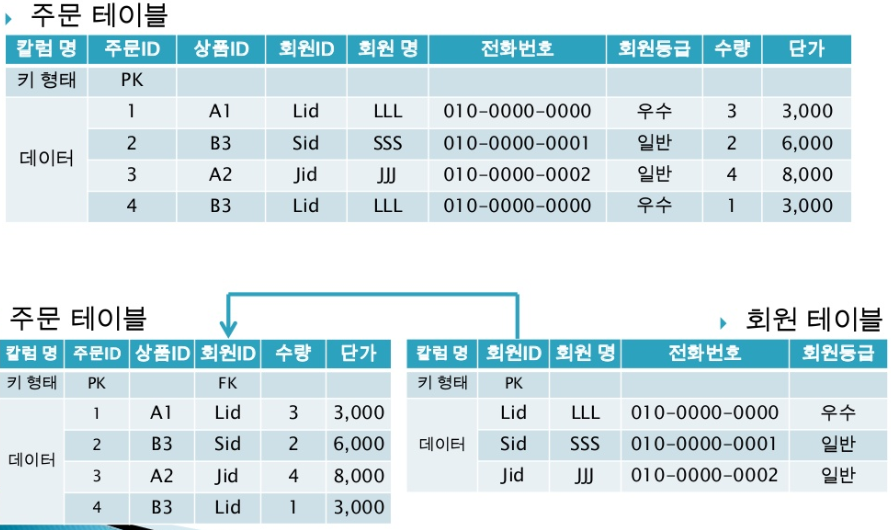 주문 테이블
칼럼 명 주문ID 상품ID 회원ID 회원 명 전화번호 회원등급 수량 단가
키 형태 PK
데이터
1 A1 Lid LLL 010-0000-0000 우수 3 3,000
2 B3 Sid SSS 010-0000-0001 일반 2 6,000
3 A2 Jid JJJ 010-0000-0002 일반 4 8,000
4 B3 Lid LLL 010-0000-0000 우수 1 3,000
주문 테이블
칼럼 명 주문ID 상품ID 회원ID 수량 단가
키 형태 PK FK
데이터
1 A1 Lid 3 3,000
2 B3 Sid 2 6,000
3 A2 Jid 4 8,000
4 B3 Lid 1 3,000
회원 테이블
칼럼 명 회원ID 회원 명 전화번호 회원등급
키 형태 PK
데이터
Lid LLL 010-0000-0000 우수
Sid SSS 010-0000-0001 일반
Jid JJJ 010-0000-0002 일반